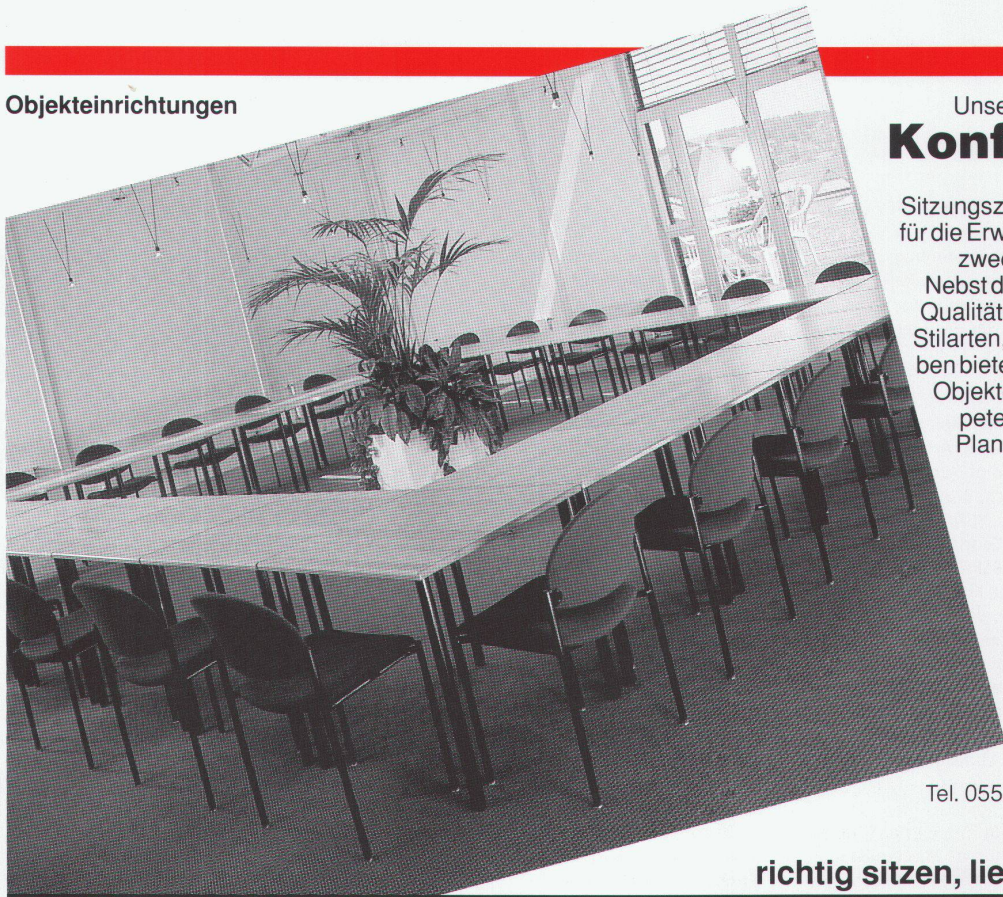 Objekteinrichtungen
Unse
Konf
Sitzungsz
für die Erw
zwec
Nebst d
Qualität
Stilarten
ben biete
Objekt
pete
Plan
Tel. 055
richtig sitzen, lie